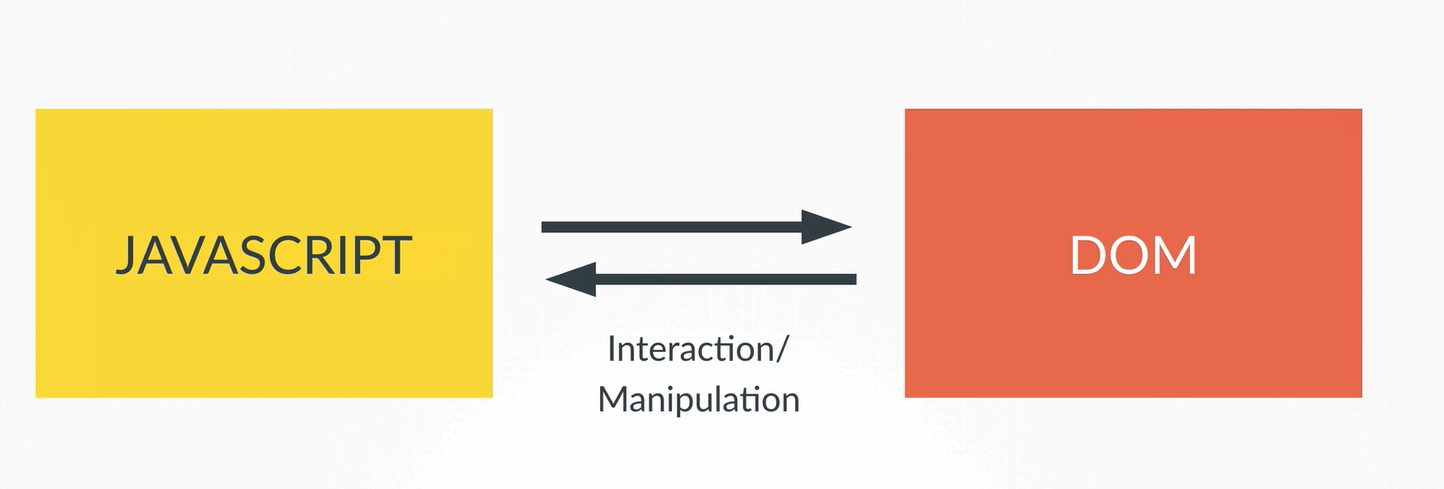 JAVASCRIPT
DOM
Interaction/
Manipulation